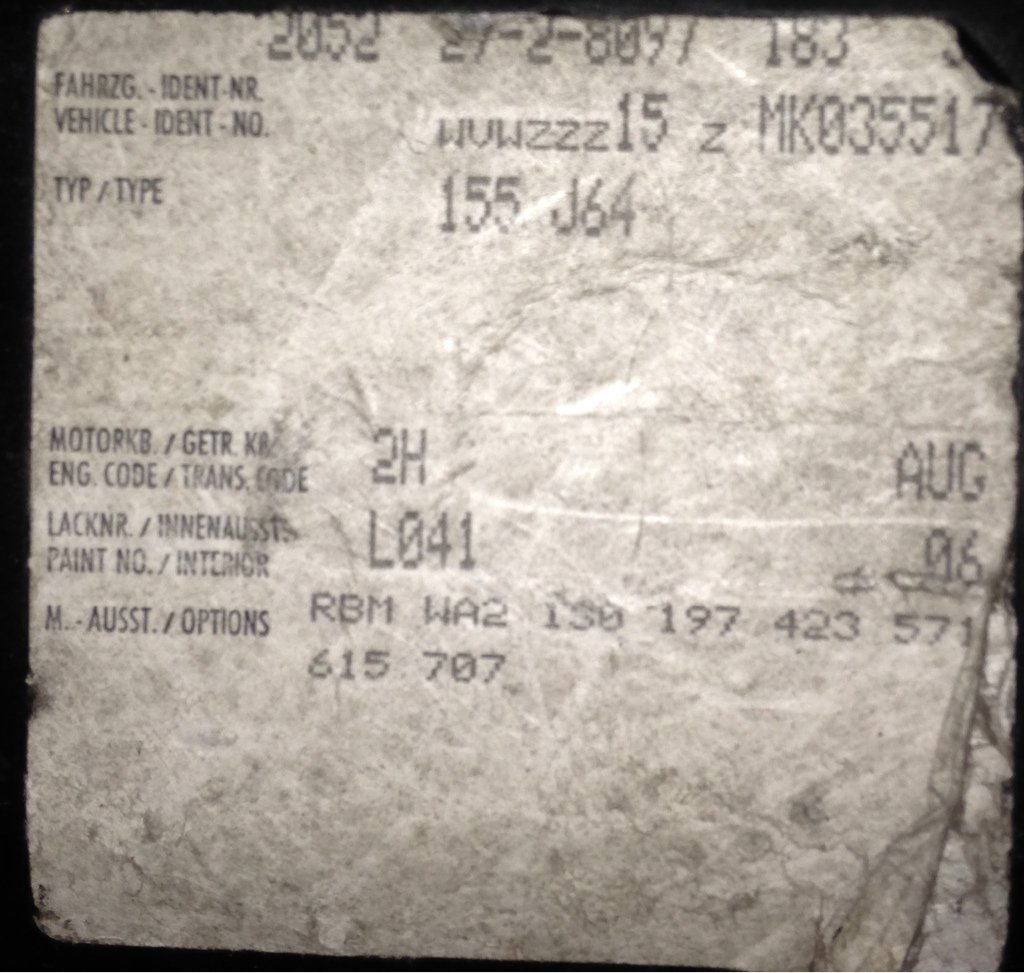 2052 27-2-8097 183
FAHRZG.-IDENT-NR.
VEHICLE-IDENT-NO. WVWZZZ15 Z MK035517
TYP/TYPE 155 J64
MOTORKB./GETR. KB.
ENG. CODE/TRANS. CODE 2H AUG
LACKNR./INNENAUSST.
PAINT NO./INTERIOR L041 06
M.-AUSST./OPTIONS RBM WA2 1S0 197 423 571
615 707